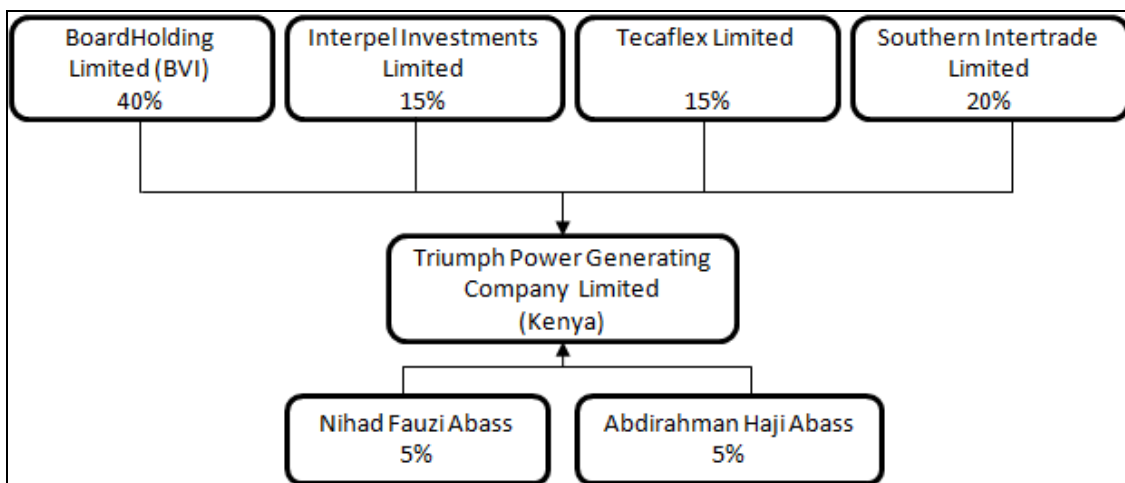 BoardHolding
Limited (BVI)
40%
Interpel Investments
Limited
15%
Tecaflex Limited
15%
Southern Intertrade
Limited
20%
Triumph Power Generating
Company Limited
(Kenya)
Nihad Fauzi Abass
5%
Abdirahman Haji Abass
5%